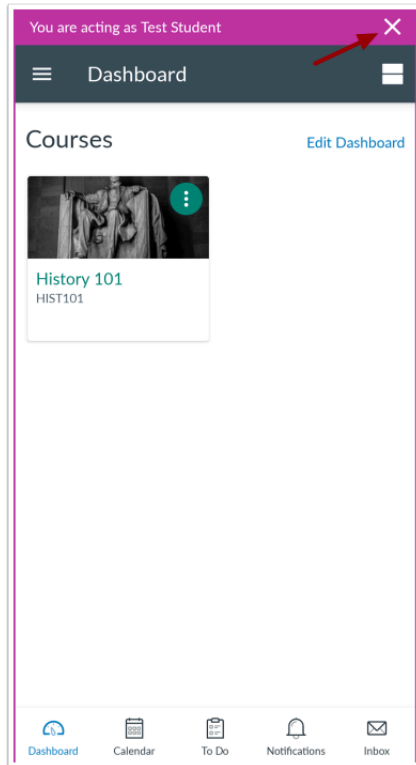 You are acting as Test Student
Dashboard
Courses
Edit Dashboard
History 101
HIST101
Dashboard Calendar To Do Notifications Inbox